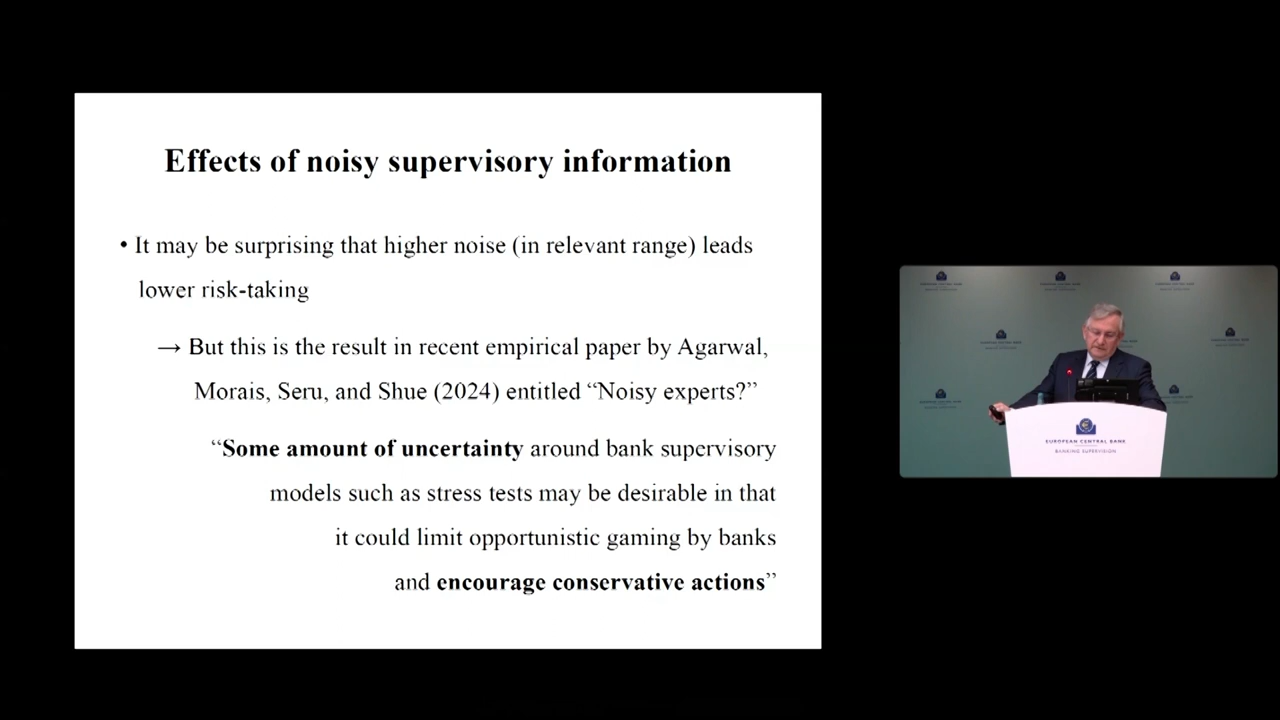 Effects of noisy supervisory information
• It may be surprising that higher noise (in relevant range) leads
lower risk-taking
→ But this is the result in recent empirical paper by Agarwal,
Morais, Seru, and Shue (2024) entitled “Noisy experts?”
“Some amount of uncertainty around bank supervisory
models such as stress tests may be desirable in that
it could limit opportunistic gaming by banks
and encourage conservative actions”
EUROPEAN CENTRAL BANK
BANKING SUPERVISION